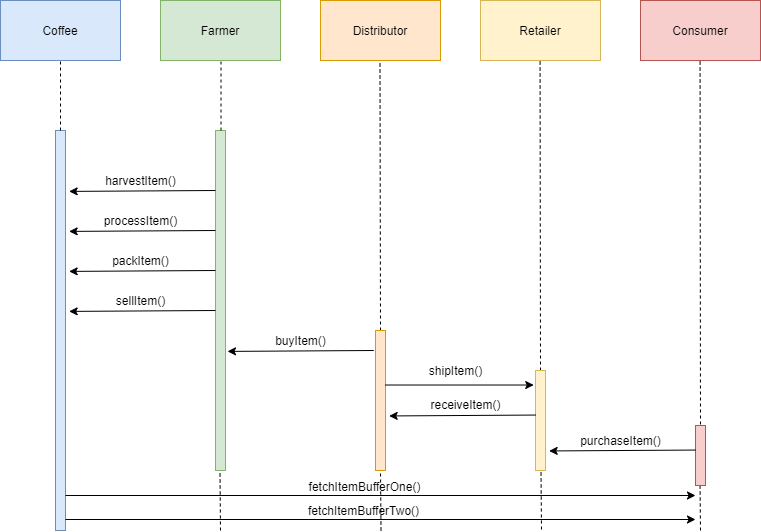 Coffee
Farmer
Distributor
Retailer
Consumer
harvestItem()
processItem()
packItem()
sellItem()
buyItem()
shipItem()
receiveItem()
purchaseItem()
fetchItemBufferOne()
fetchItemBufferTwo()